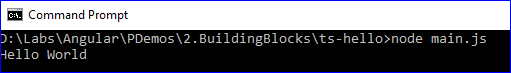 Command Prompt
D:\Labs\Angular\PDemos\2.BuildingBlocks\ts-hello>node main.js
Hello World